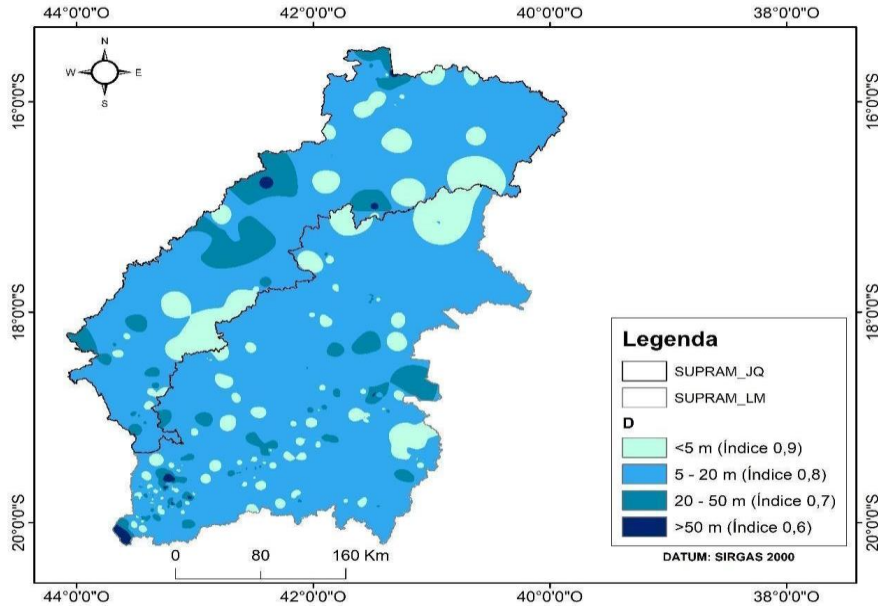 44°0'0"O 42°0'0"O 40°0'0"O 38°0'0"O
N
W E
S
16°0'0"S 16°0'0"S
18°0'0"S 18°0'0"S
20°0'0"S 20°0'0"S
Legenda
SUPRAM_JQ
SUPRAM_LM
D
<5 m (Índice 0,9)
5 - 20 m (Índice 0,8)
20 - 50 m (Índice 0,7)
>50 m (Índice 0,6)
DATUM: SIRGAS 2000
0 80 160 Km
44°0'0"O 42°0'0"O 40°0'0"O 38°0'0"O